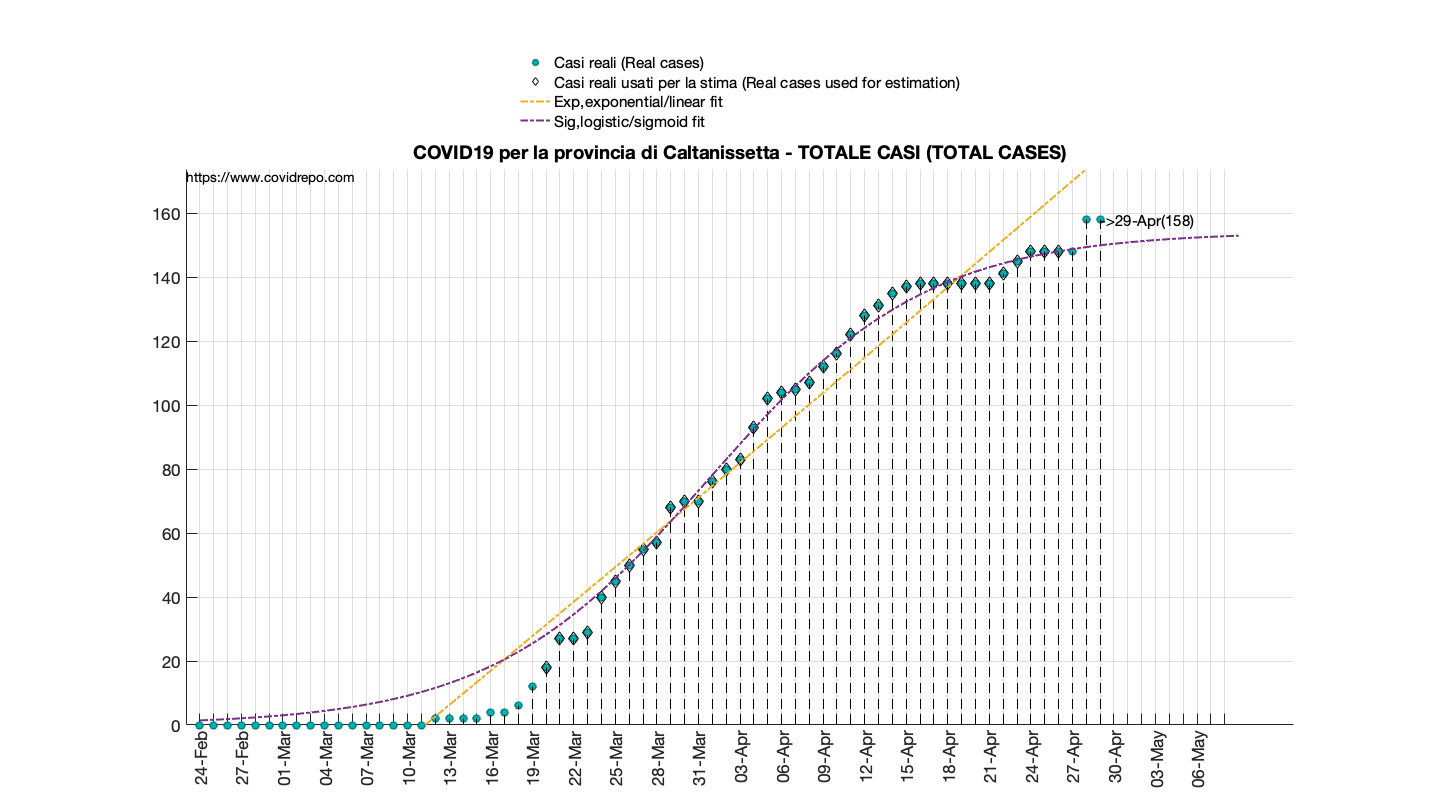 Casi reali (Real cases)
Casi reali usati per la stima (Real cases used for estimation)
Exp,exponential/linear fit
Sig,logistic/sigmoid fit
COVID19 per la provincia di Caltanissetta - TOTALE CASI (TOTAL CASES)
https://www.covidrepo.com
160
->29-Apr(158)
140
120
100
80
60
40
20
0
24-Feb
27-Feb
01-Mar
04-Mar
07-Mar
10-Mar
13-Mar
16-Mar
19-Mar
22-Mar
25-Mar
28-Mar
31-Mar
03-Apr
06-Apr
09-Apr
12-Apr
15-Apr
18-Apr
21-Apr
24-Apr
27-Apr
30-Apr
03-May
06-May